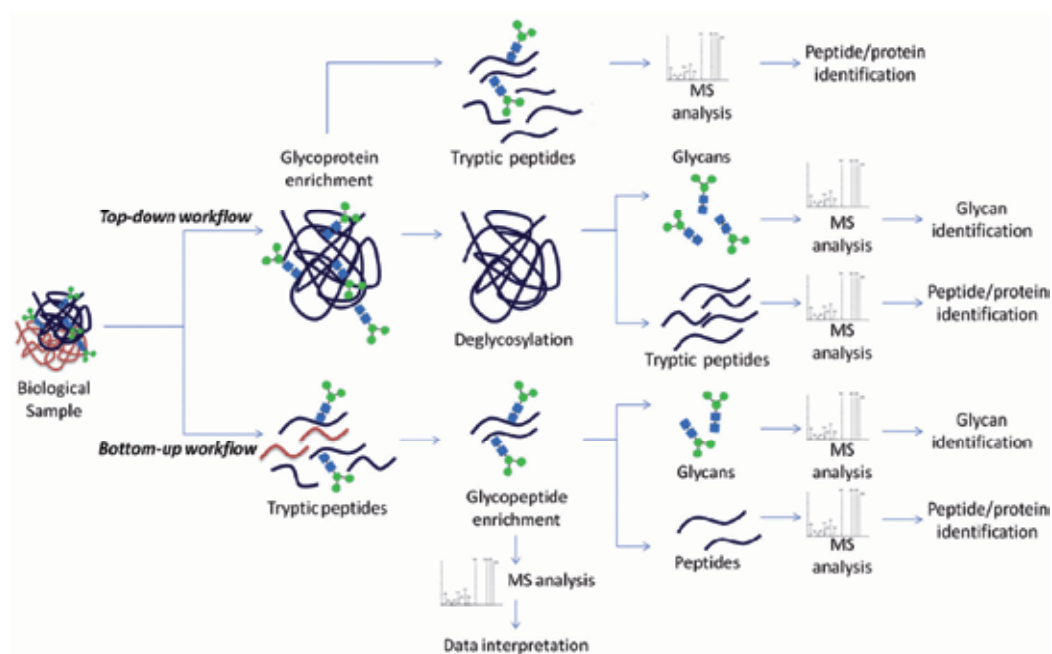 Peptide/protein
identification
MS
analysis
Tryptic peptides
Glycoprotein
enrichment
Glycans
Top-down workflow
MS
analysis
Glycan
identification
Deglycosylation
Tryptic peptides
MS
analysis
Peptide/protein
identification
Biological
Sample
Bottom-up workflow
Tryptic peptides
Glycopeptide
enrichment
Glycans
MS
analysis
Glycan
identification
Peptides
MS
analysis
Peptide/protein
identification
MS analysis
Data interpretation